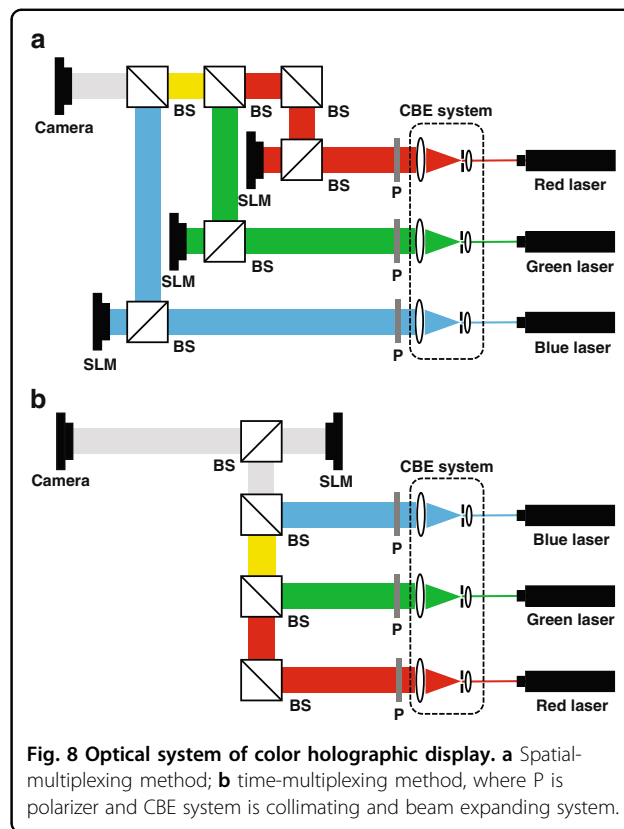 a
Camera
BS
BS
BS
CBE system
SLM
BS
P
Red laser
SLM
BS
P
Green laser
SLM
BS
P
Blue laser
b
Camera
BS
SLM
CBE system
BS
P
Blue laser
BS
P
Green laser
BS
P
Red laser
Fig. 8 Optical system of color holographic display. a Spatial-
multiplexing method; b time-multiplexing method, where P is
polarizer and CBE system is collimating and beam expanding system.